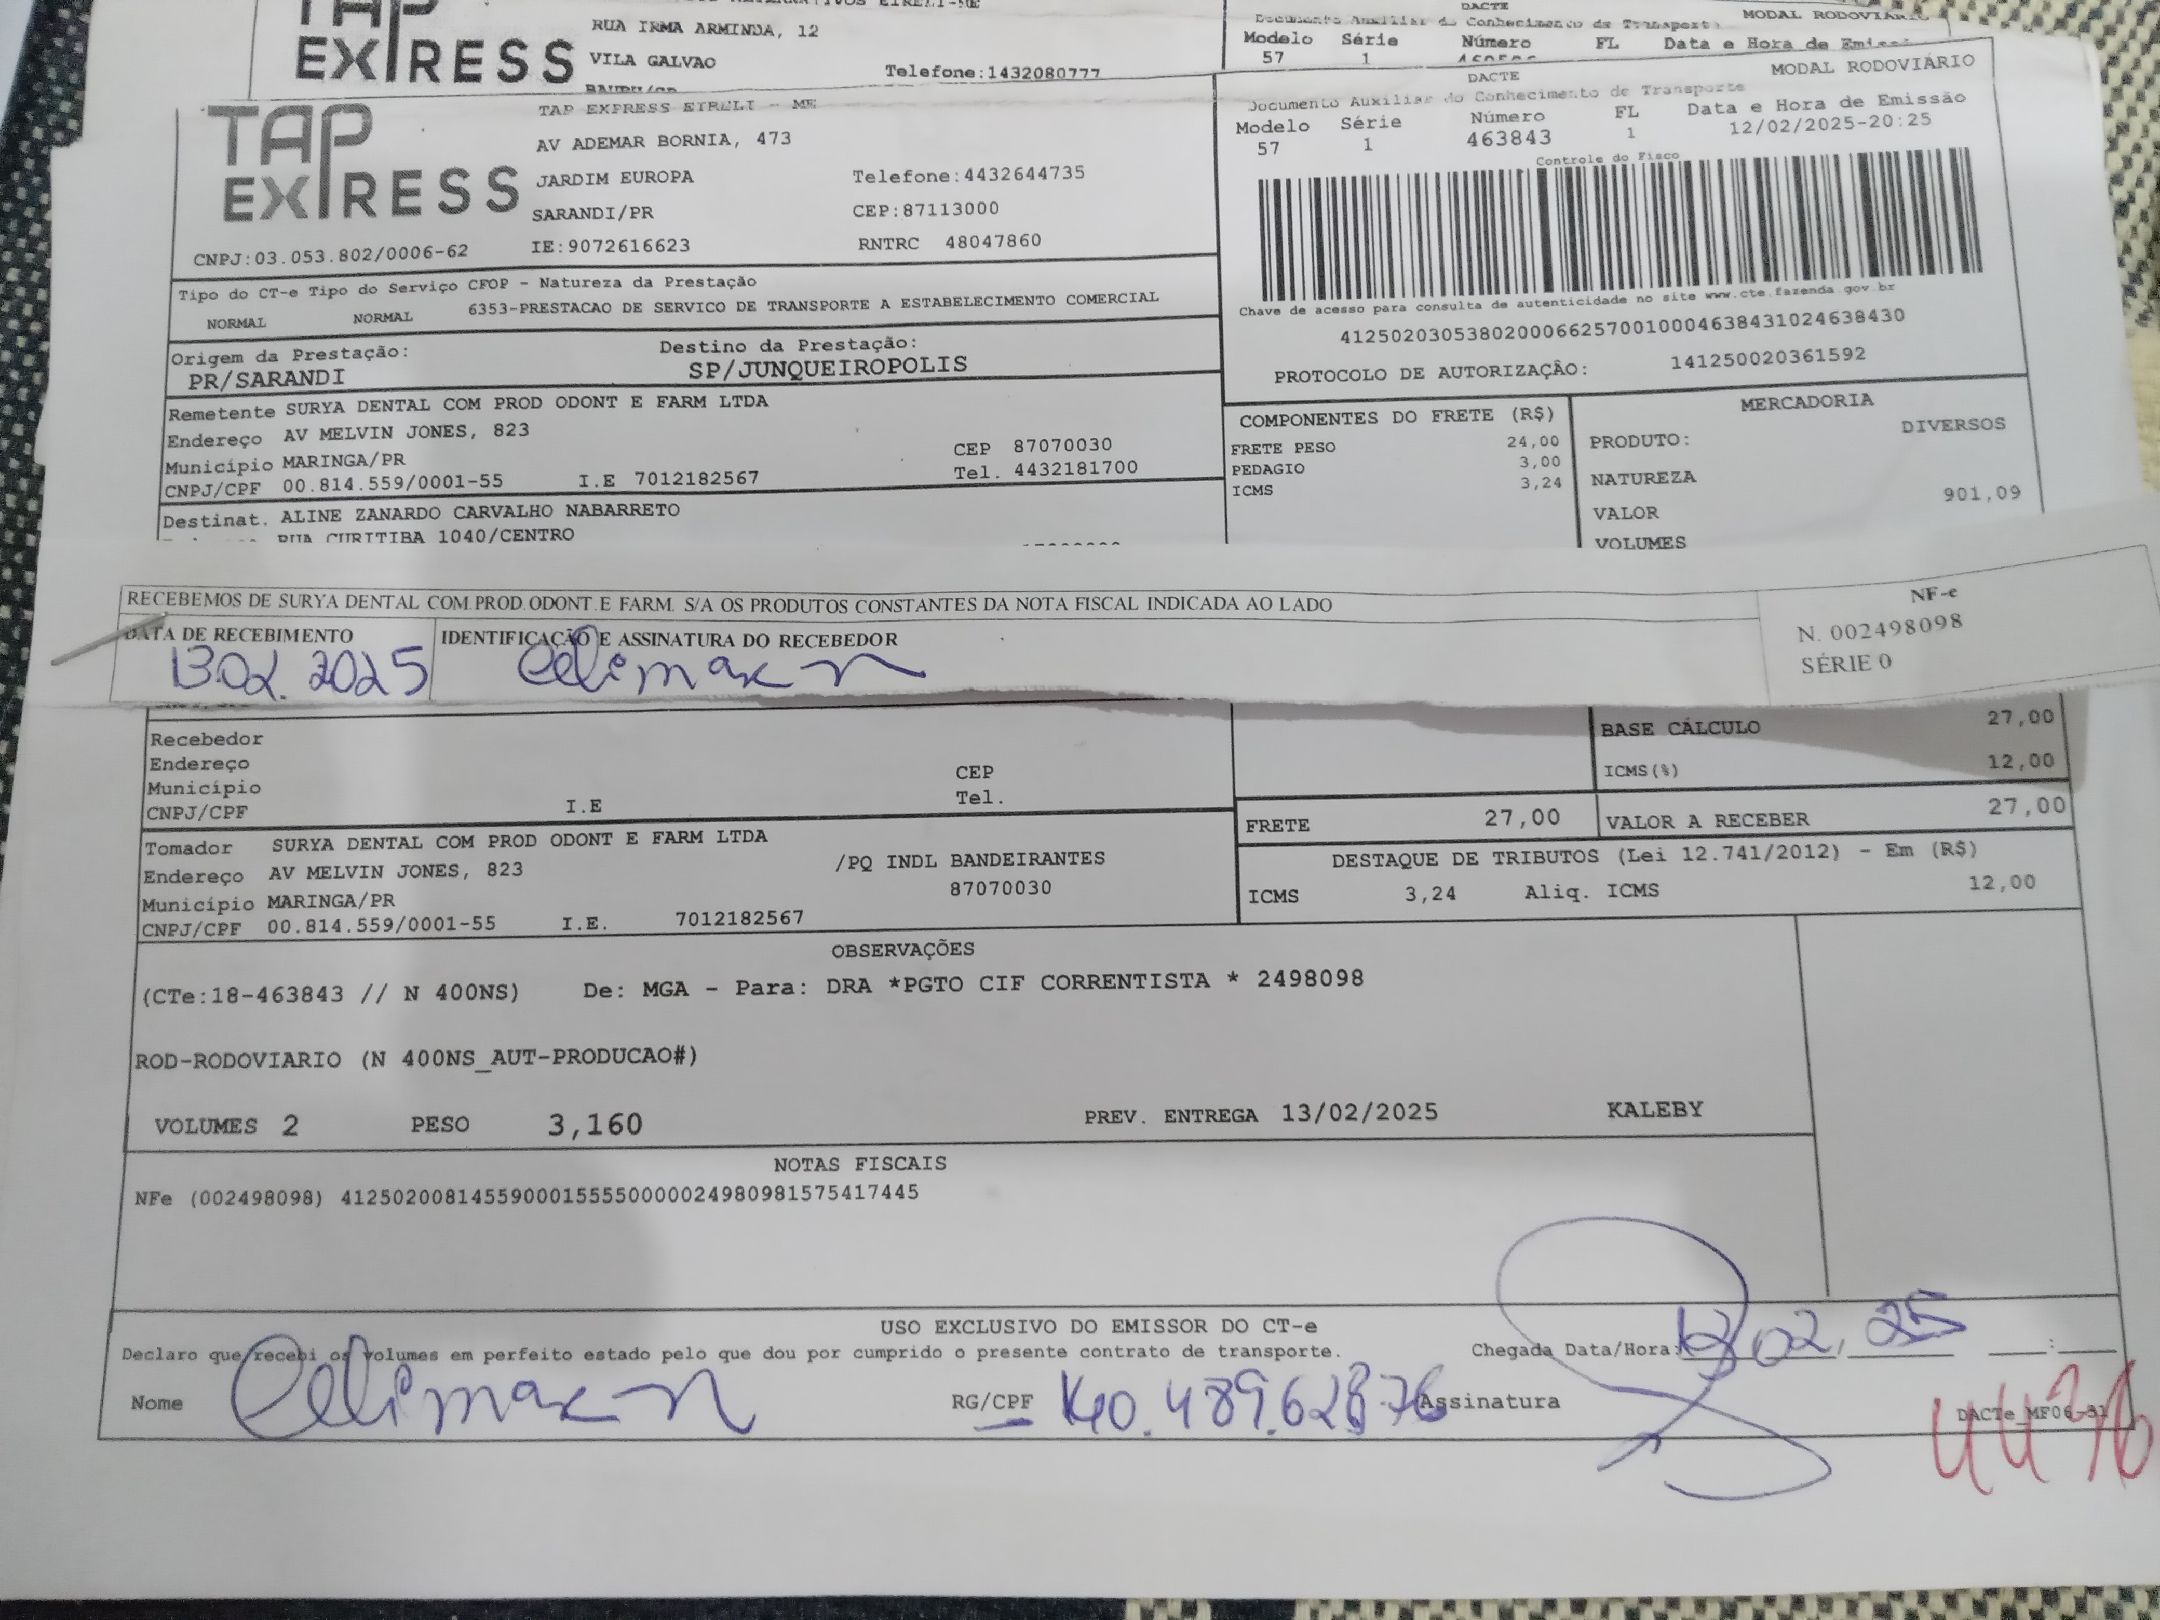 TAP
EXPRESS
RUA IRMA ARMINDA, 12
VILA GALVAO
Telefone:1432080777
DACTE
MODAL RODOVIÁRIO
Documento Auxiliar do Conhecimento de Transporte
Modelo Série Número FL Data e Hora de Emissão
57 1
TAP
EXPRESS
CNPJ:03.053.802/0006-62
TAP EXPRESS EIRELI - ME
AV ADEMAR BORNIA, 473
JARDIM EUROPA
Telefone:4432644735
SARANDI/PR
CEP:87113000
IE:9072616623
RNTRC 48047860
DACTE
MODAL RODOVIÁRIO
Documento Auxiliar do Conhecimento de Transporte
Modelo Série Número FL Data e Hora de Emissão
57 1 463843 1 12/02/2025-20:25
Controle do Fisco
Chave de acesso para consulta de autenticidade no site www.cte.fazenda.gov.br
41250203053802000662570010004638431024638430
PROTOCOLO DE AUTORIZAÇÃO: 141250020361592
Tipo do CT-e Tipo do Serviço CFOP - Natureza da Prestação
NORMAL NORMAL 6353-PRESTACAO DE SERVICO DE TRANSPORTE A ESTABELECIMENTO COMERCIAL
Origem da Prestação: Destino da Prestação:
PR/SARANDI SP/JUNQUEIROPOLIS
Remetente SURYA DENTAL COM PROD ODONT E FARM LTDA
Endereço AV MELVIN JONES, 823
Município MARINGA/PR CEP 87070030
CNPJ/CPF 00.814.559/0001-55 I.E 7012182567 Tel. 4432181700
Destinat. ALINE ZANARDO CARVALHO NABARRETO
RUA CURITIBA 1040/CENTRO
COMPONENTES DO FRETE (R$)
FRETE PESO 24,00
PEDAGIO 3,00
ICMS 3,24
MERCADORIA
PRODUTO: DIVERSOS
NATUREZA
VALOR 901,09
VOLUMES
RECEBEMOS DE SURYA DENTAL COM.PROD.ODONT.E FARM. S/A OS PRODUTOS CONSTANTES DA NOTA FISCAL INDICADA AO LADO
DATA DE RECEBIMENTO IDENTIFICAÇÃO E ASSINATURA DO RECEBEDOR
13.02.2025
NF-e
N. 002498098
SÉRIE 0
Recebedor
Endereço
Município CEP
CNPJ/CPF I.E Tel.
BASE CÁLCULO 27,00
ICMS(%) 12,00
FRETE 27,00 VALOR A RECEBER 27,00
Tomador SURYA DENTAL COM PROD ODONT E FARM LTDA
Endereço AV MELVIN JONES, 823 /PQ INDL BANDEIRANTES
Município MARINGA/PR 87070030
CNPJ/CPF 00.814.559/0001-55 I.E. 7012182567
DESTAQUE DE TRIBUTOS (Lei 12.741/2012) - Em (R$)
ICMS 3,24 Aliq. ICMS 12,00
OBSERVAÇÕES
(CTe:18-463843 // N 400NS) De: MGA - Para: DRA *PGTO CIF CORRENTISTA * 2498098
ROD-RODOVIARIO (N 400NS_AUT-PRODUCAO#)
VOLUMES 2 PESO 3,160 PREV. ENTREGA 13/02/2025 KALEBY
NOTAS FISCAIS
NFe (002498098) 41250200814559000155550000024980981575417445
USO EXCLUSIVO DO EMISSOR DO CT-e
Declaro que recebi os volumes em perfeito estado pelo que dou por cumprido o presente contrato de transporte.
Chegada Data/Hora: 02.25
Nome
RG/CPF
Assinatura
DACTe_MF06-31